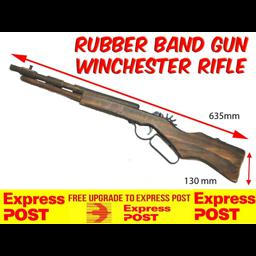 RUBBER BAND GUN
WINCHESTER RIFLE
635mm
130 mm
Express
POST
FREE UPGRADE TO EXPRESS POST
Express
POST
Express
POST